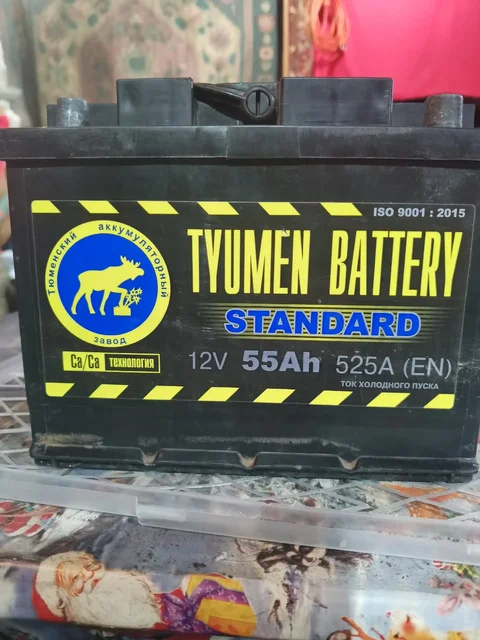 ISO 9001 : 2015
Тюменский аккумуляторный
завод
TYUMEN BATTERY
STANDARD
Ca/Ca технология
12V 55Ah 525A (EN)
ТОК ХОЛОДНОГО ПУСКА